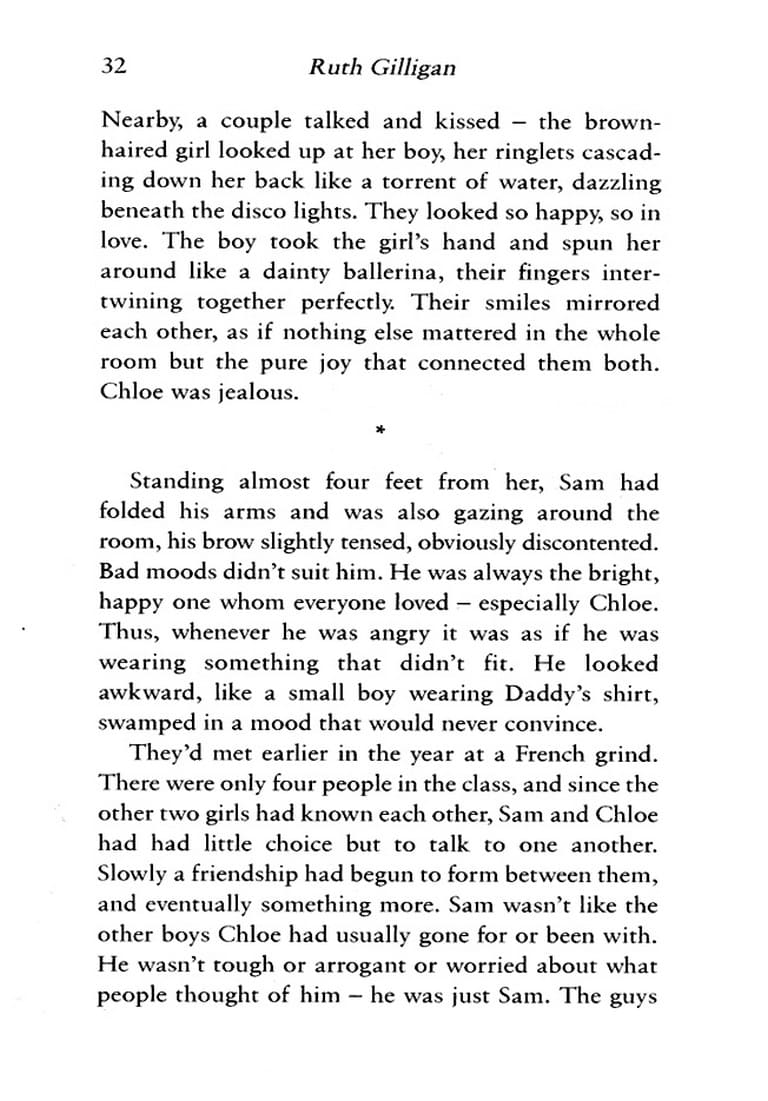 32
Ruth Gilligan
Nearby, a couple talked and kissed – the brown-
haired girl looked up at her boy, her ringlets cascad-
ing down her back like a torrent of water, dazzling
beneath the disco lights. They looked so happy, so in
love. The boy took the girl's hand and spun her
around like a dainty ballerina, their fingers inter-
twining together perfectly. Their smiles mirrored
each other, as if nothing else mattered in the whole
room but the pure joy that connected them both.
Chloe was jealous.
*
Standing almost four feet from her, Sam had
folded his arms and was also gazing around the
room, his brow slightly tensed, obviously discontented.
Bad moods didn't suit him. He was always the bright,
happy one whom everyone loved – especially Chloe.
Thus, whenever he was angry it was as if he was
wearing something that didn't fit. He looked
awkward, like a small boy wearing Daddy's shirt,
swamped in a mood that would never convince.
They'd met earlier in the year at a French grind.
There were only four people in the class, and since the
other two girls had known each other, Sam and Chloe
had had little choice but to talk to one another.
Slowly a friendship had begun to form between them,
and eventually something more. Sam wasn't like the
other boys Chloe had usually gone for or been with.
He wasn't tough or arrogant or worried about what
people thought of him – he was just Sam. The guys